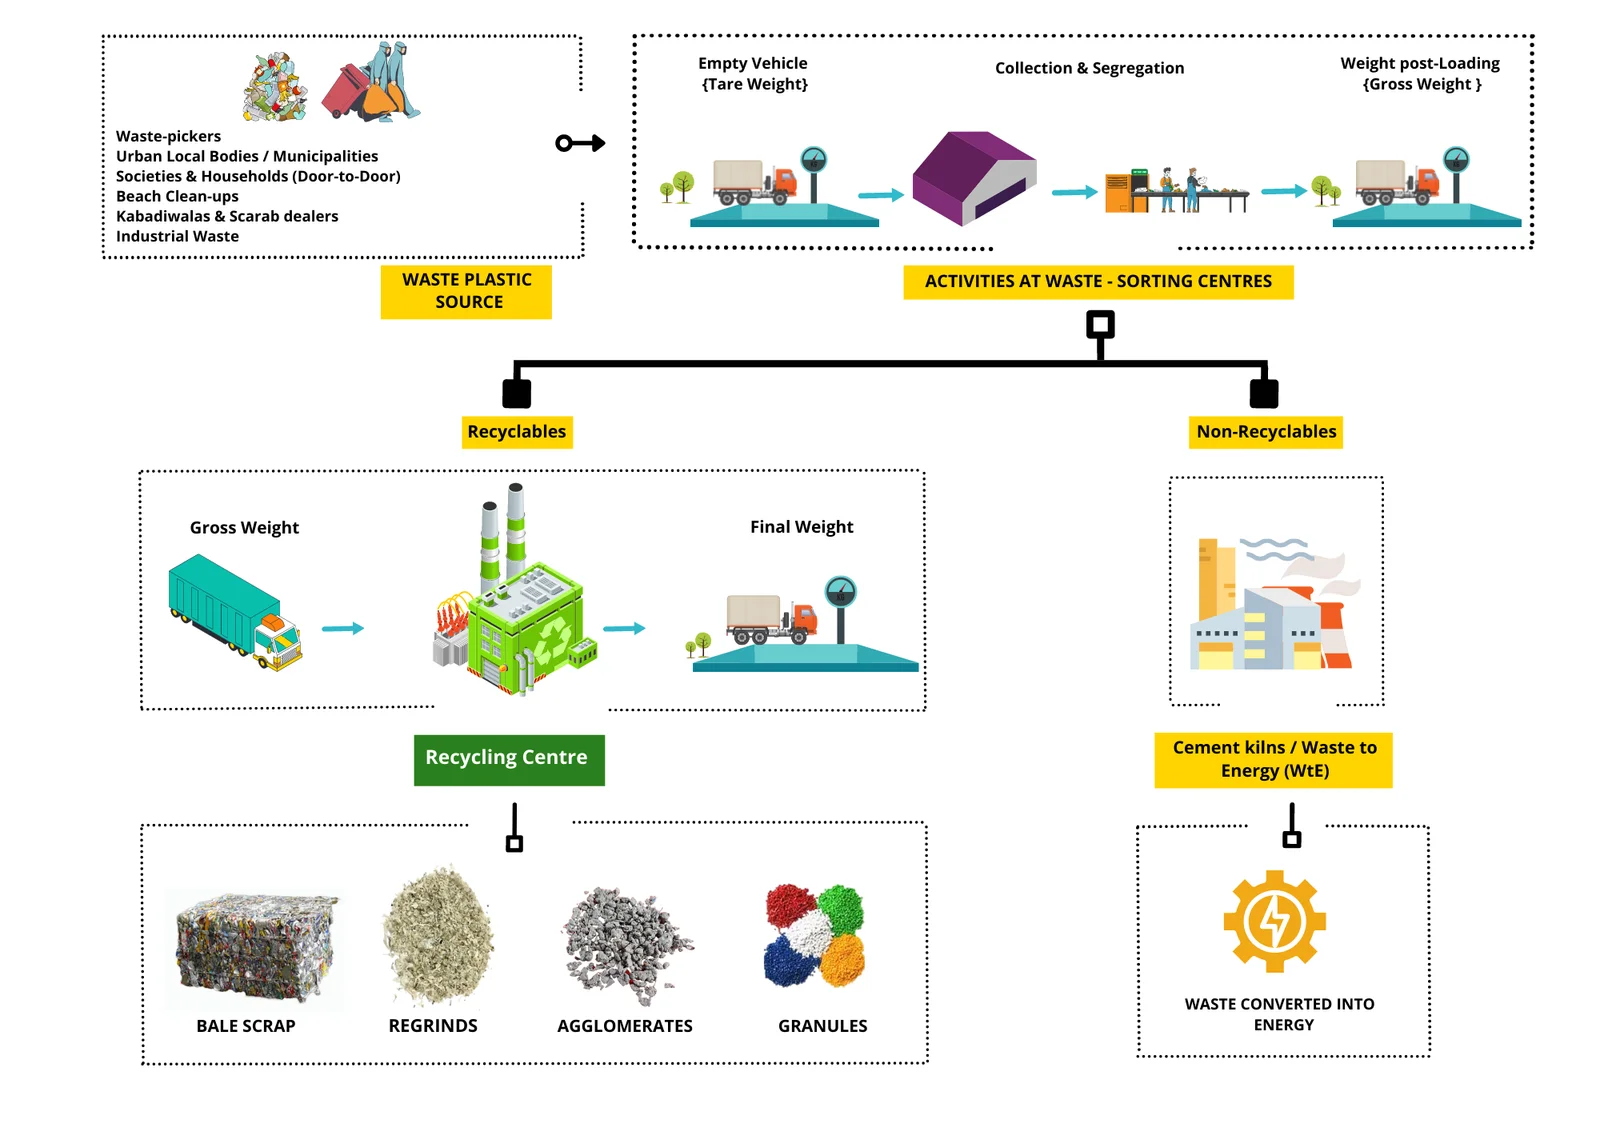 Waste-pickers
Urban Local Bodies / Municipalities
Societies & Households (Door-to-Door)
Beach Clean-ups
Kabadiwalas & Scarab dealers
Industrial Waste
WASTE PLASTIC
SOURCE
Empty Vehicle
{Tare Weight}
Collection & Segregation
Weight post-Loading
{Gross Weight }
ACTIVITIES AT WASTE - SORTING CENTRES
Recyclables
Non-Recyclables
Gross Weight
Final Weight
Recycling Centre
Cement kilns / Waste to
Energy (WtE)
BALE SCRAP
REGRINDS
AGGLOMERATES
GRANULES
WASTE CONVERTED INTO
ENERGY